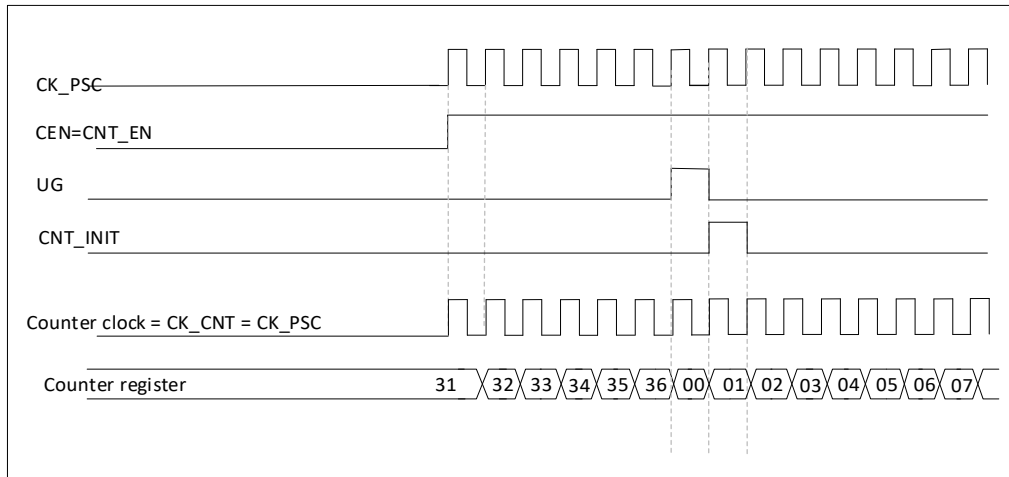 CK_PSC
CEN=CNT_EN
UG
CNT_INIT
Counter clock = CK_CNT = CK_PSC
Counter register 31 32 33 34 35 36 00 01 02 03 04 05 06 07